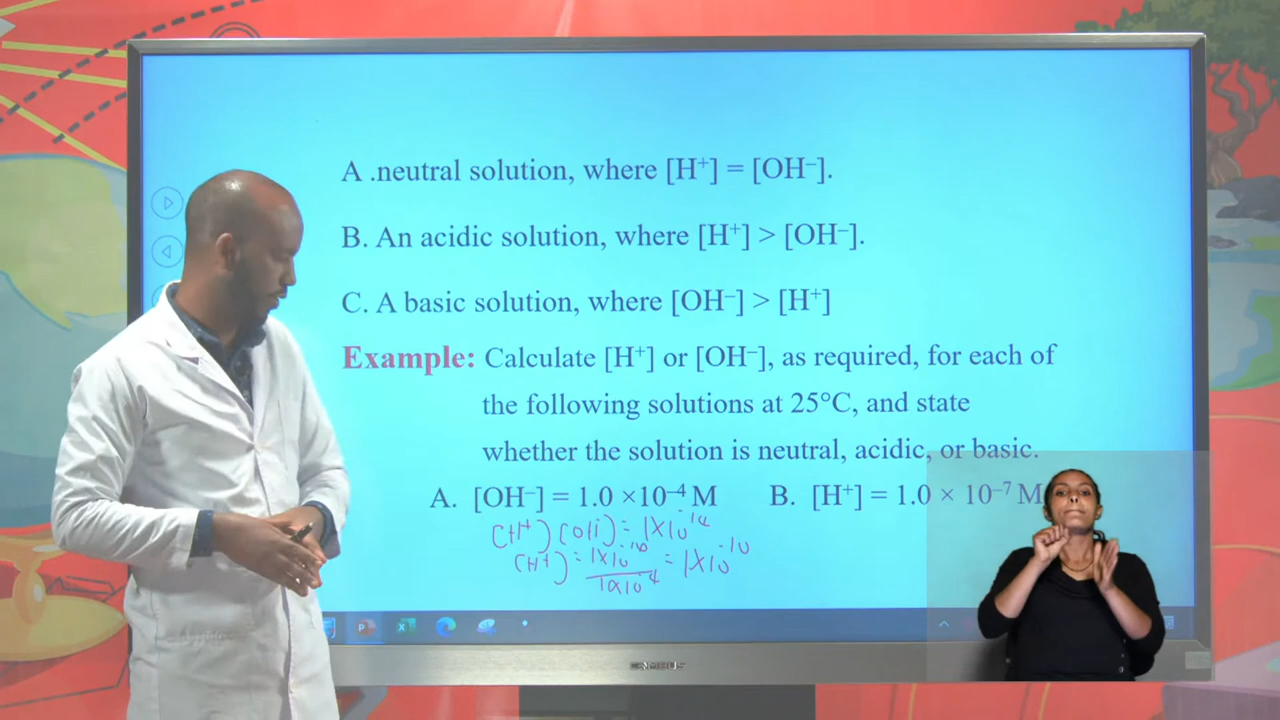 A .neutral solution, where [H⁺] = [OH⁻].
B. An acidic solution, where [H⁺] > [OH⁻].
C. A basic solution, where [OH⁻] > [H⁺]
Example: Calculate [H⁺] or [OH⁻], as required, for each of
the following solutions at 25°C, and state
whether the solution is neutral, acidic, or basic.
A. [OH⁻] = 1.0 ×10⁻⁴ M B. [H⁺] = 1.0 × 10⁻⁷ M
(H⁺) (OH) = 1X10⁻¹⁴
(H⁺) = 1X10 / 1X10⁻⁴ = 1X10⁻¹⁰